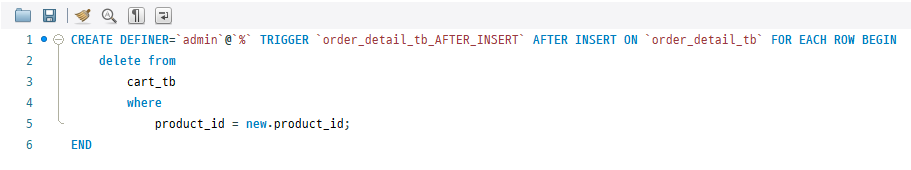 1 CREATE DEFINER=`admin`@`%` TRIGGER `order_detail_tb_AFTER_INSERT` AFTER INSERT ON `order_detail_tb` FOR EACH ROW BEGIN
2 delete from
3 cart_tb
4 where
5 product_id = new.product_id;
6 END